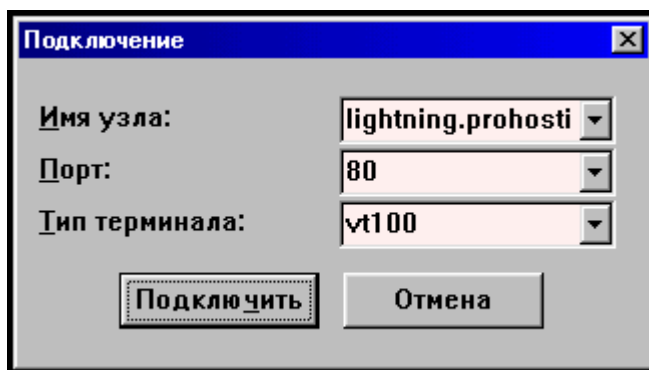 Подключение
Имя узла: lightning.prohosti
Порт: 80
Тип терминала: vt100
Подключить Отмена